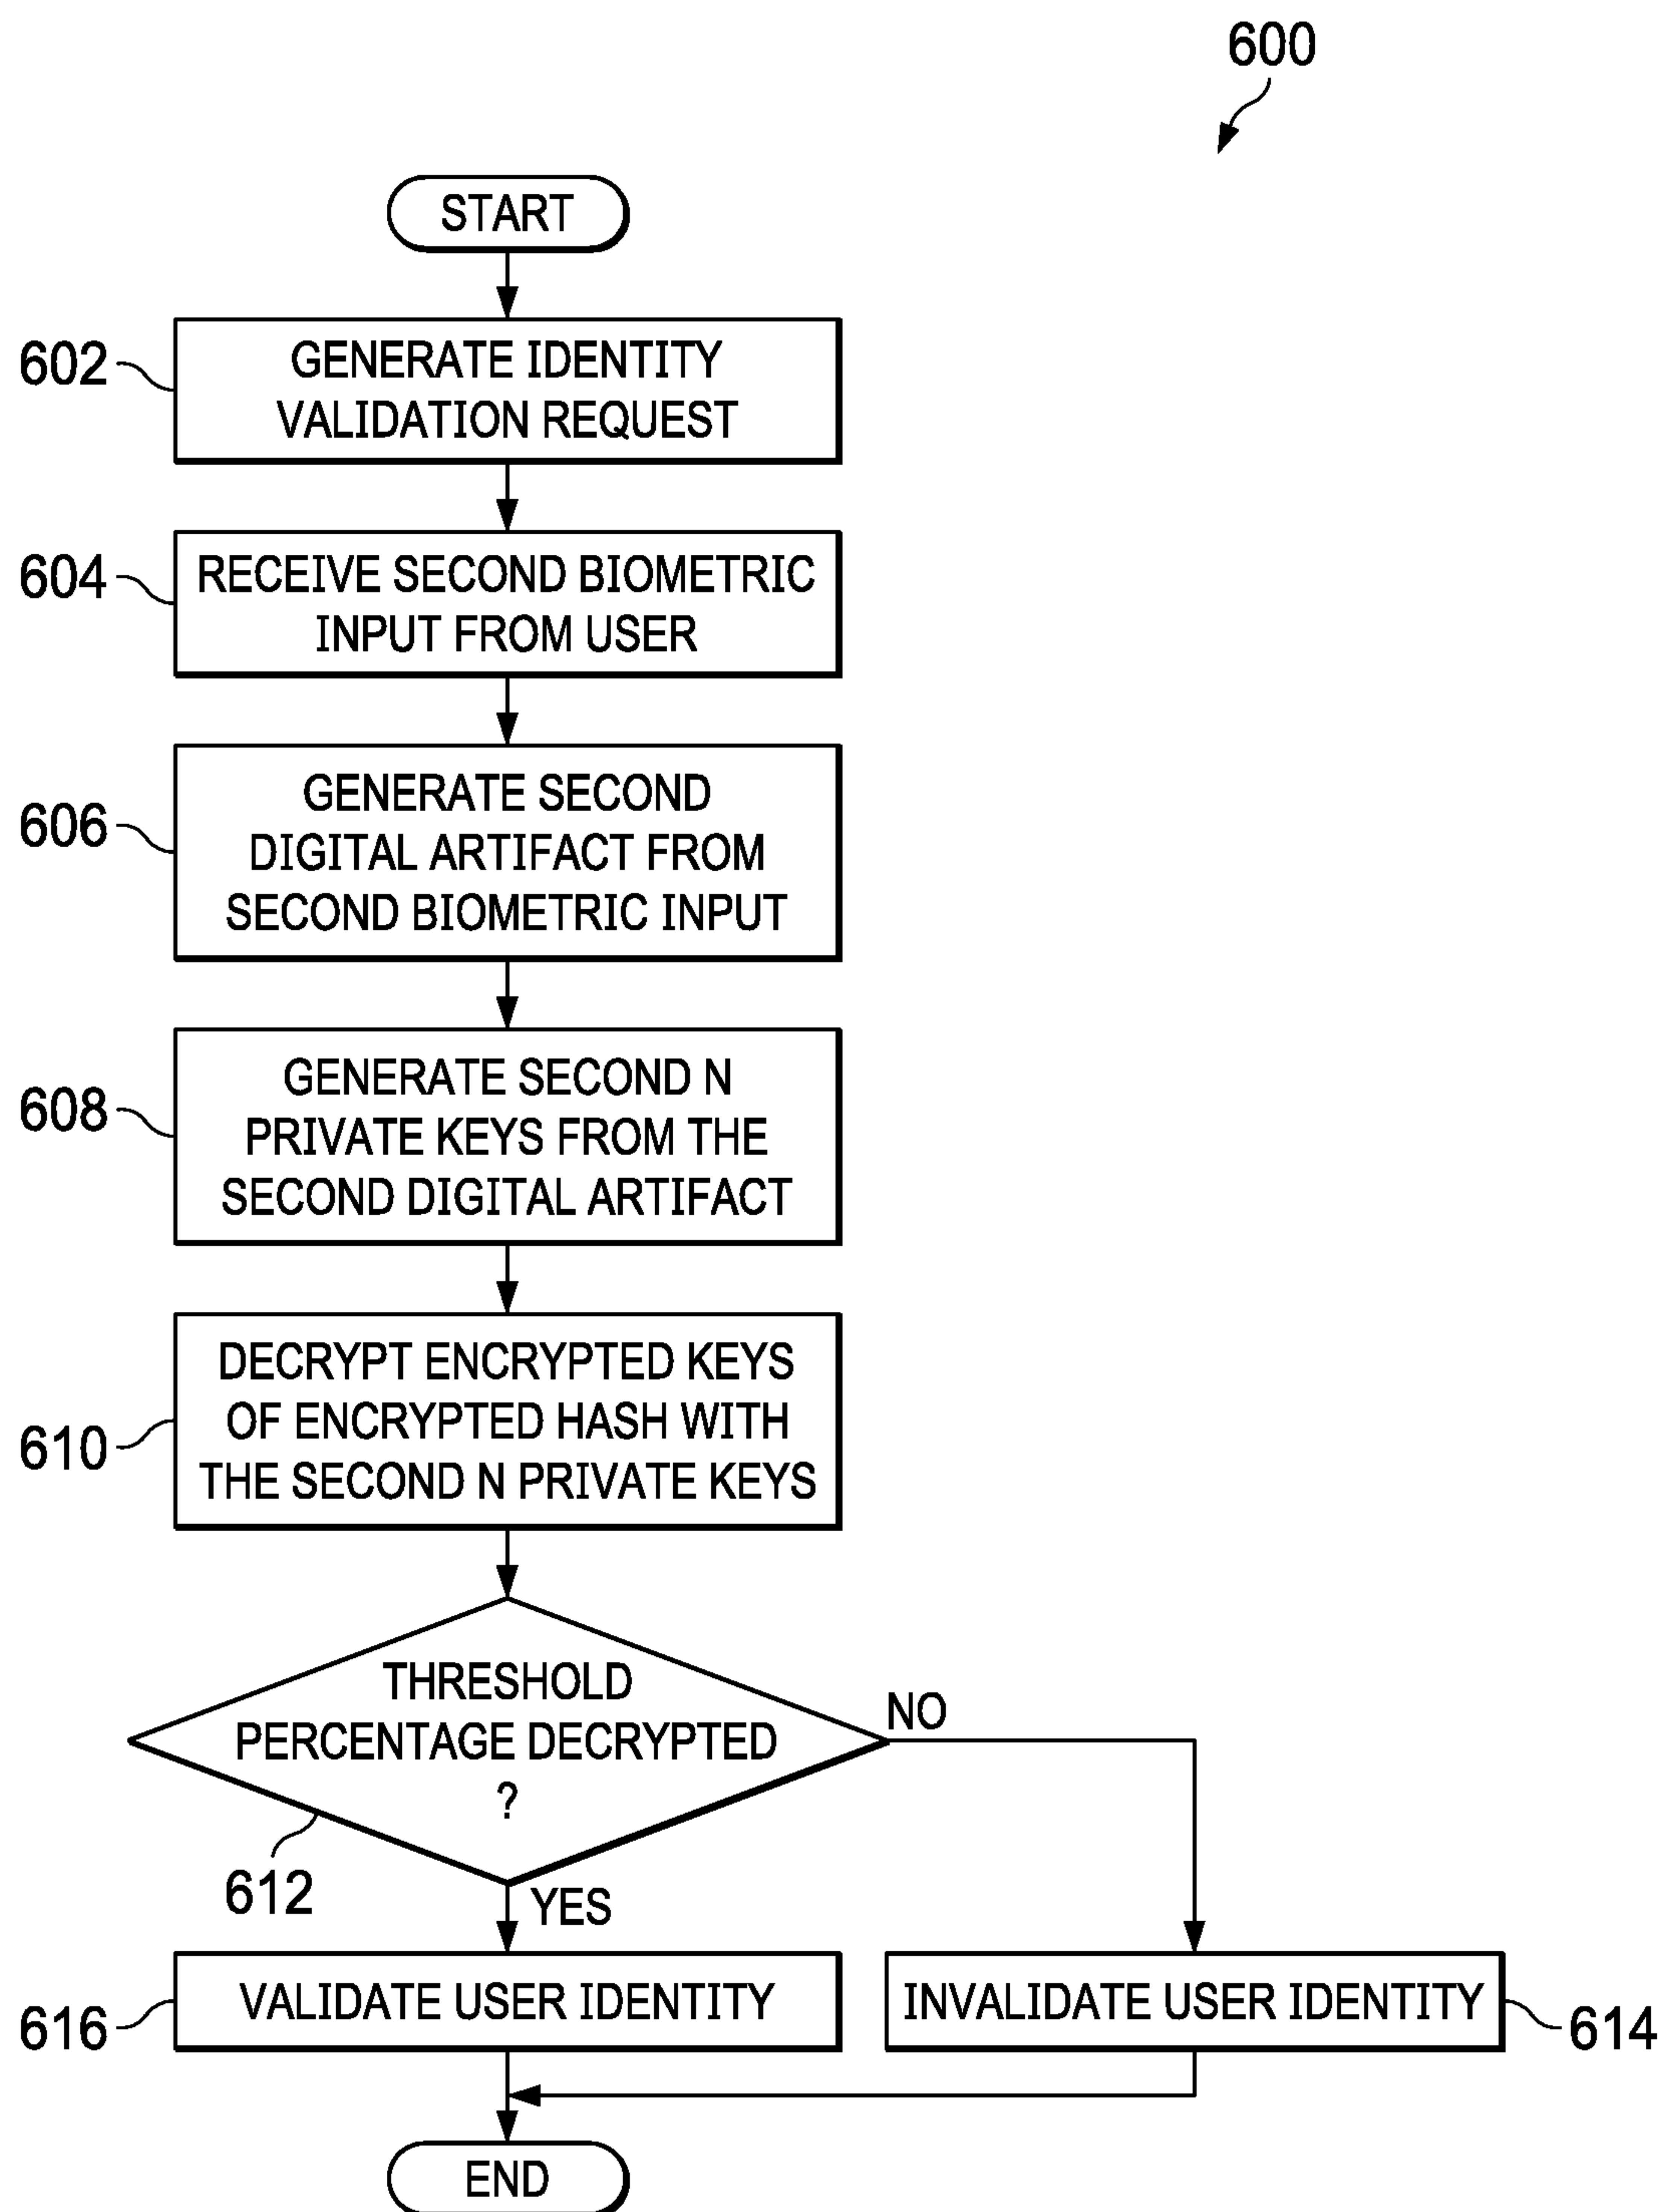 600
START
602
GENERATE IDENTITY
VALIDATION REQUEST
604
RECEIVE SECOND BIOMETRIC
INPUT FROM USER
606
GENERATE SECOND
DIGITAL ARTIFACT FROM
SECOND BIOMETRIC INPUT
608
GENERATE SECOND N
PRIVATE KEYS FROM THE
SECOND DIGITAL ARTIFACT
610
DECRYPT ENCRYPTED KEYS
OF ENCRYPTED HASH WITH
THE SECOND N PRIVATE KEYS
THRESHOLD
PERCENTAGE DECRYPTED
?
NO
612
YES
616
VALIDATE USER IDENTITY
INVALIDATE USER IDENTITY
614
END